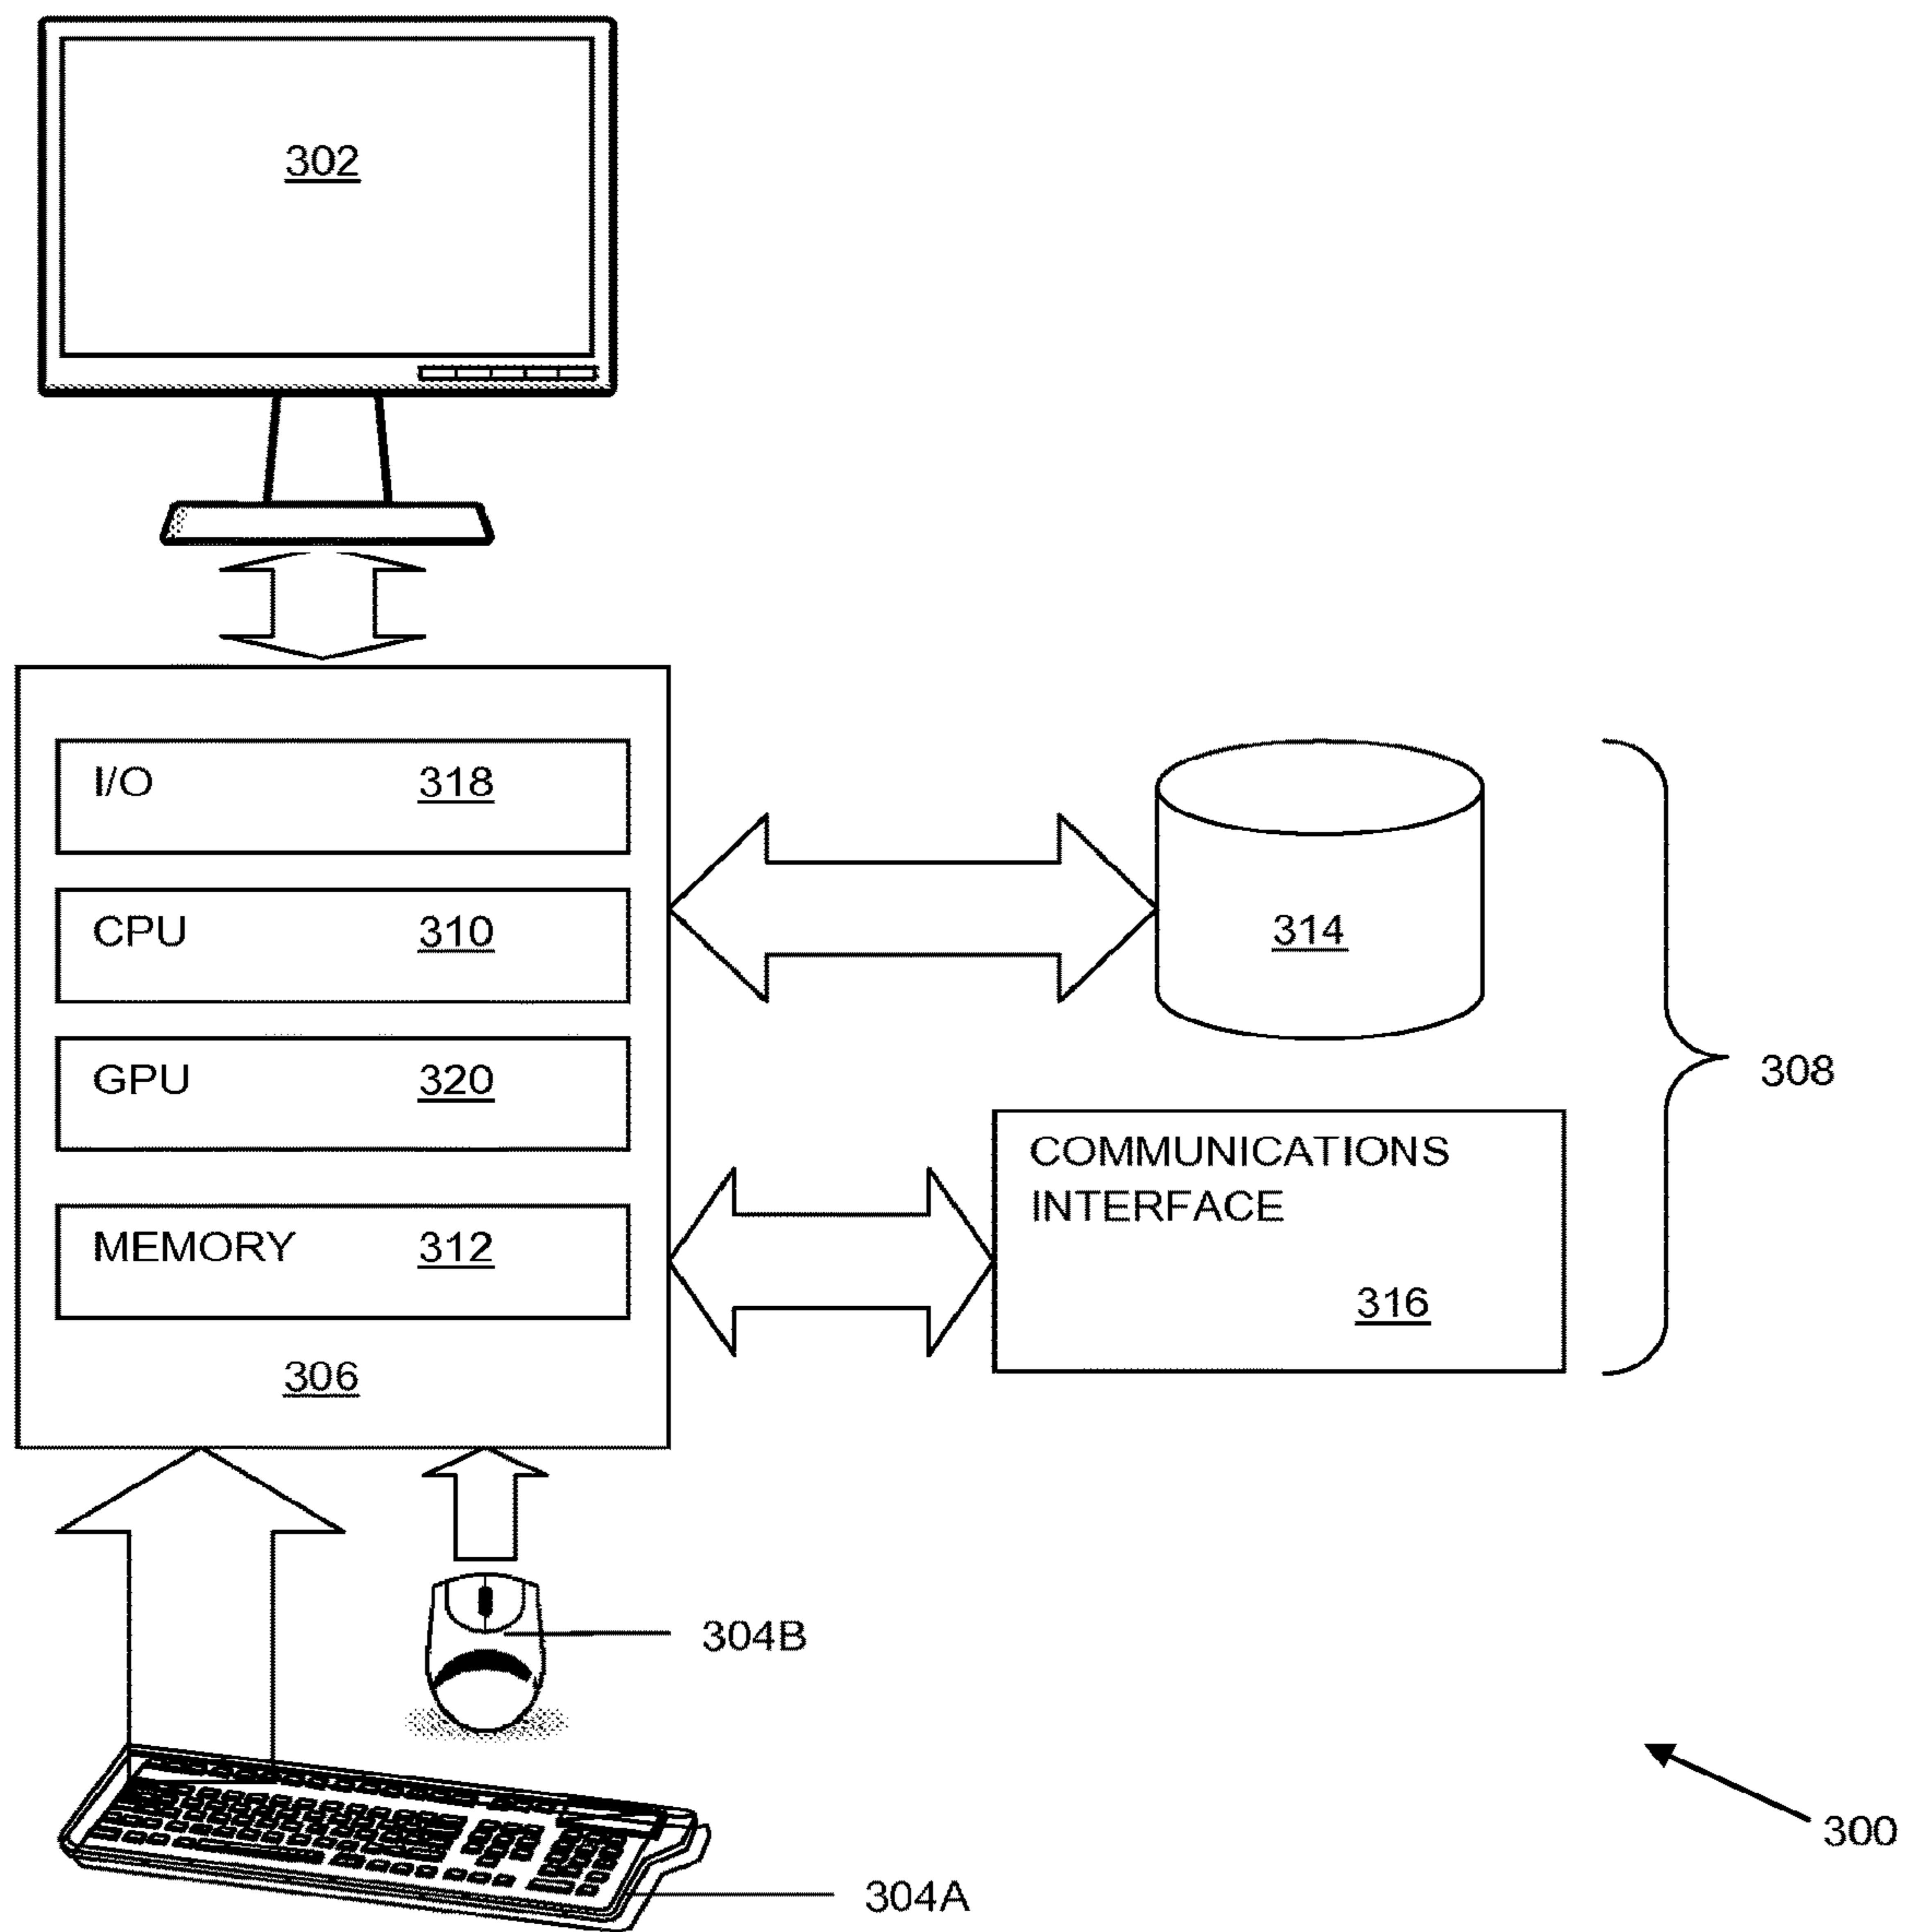 302
I/O 318
CPU 310
GPU 320
MEMORY 312
306
314
COMMUNICATIONS
INTERFACE
316
308
304B
304A
300